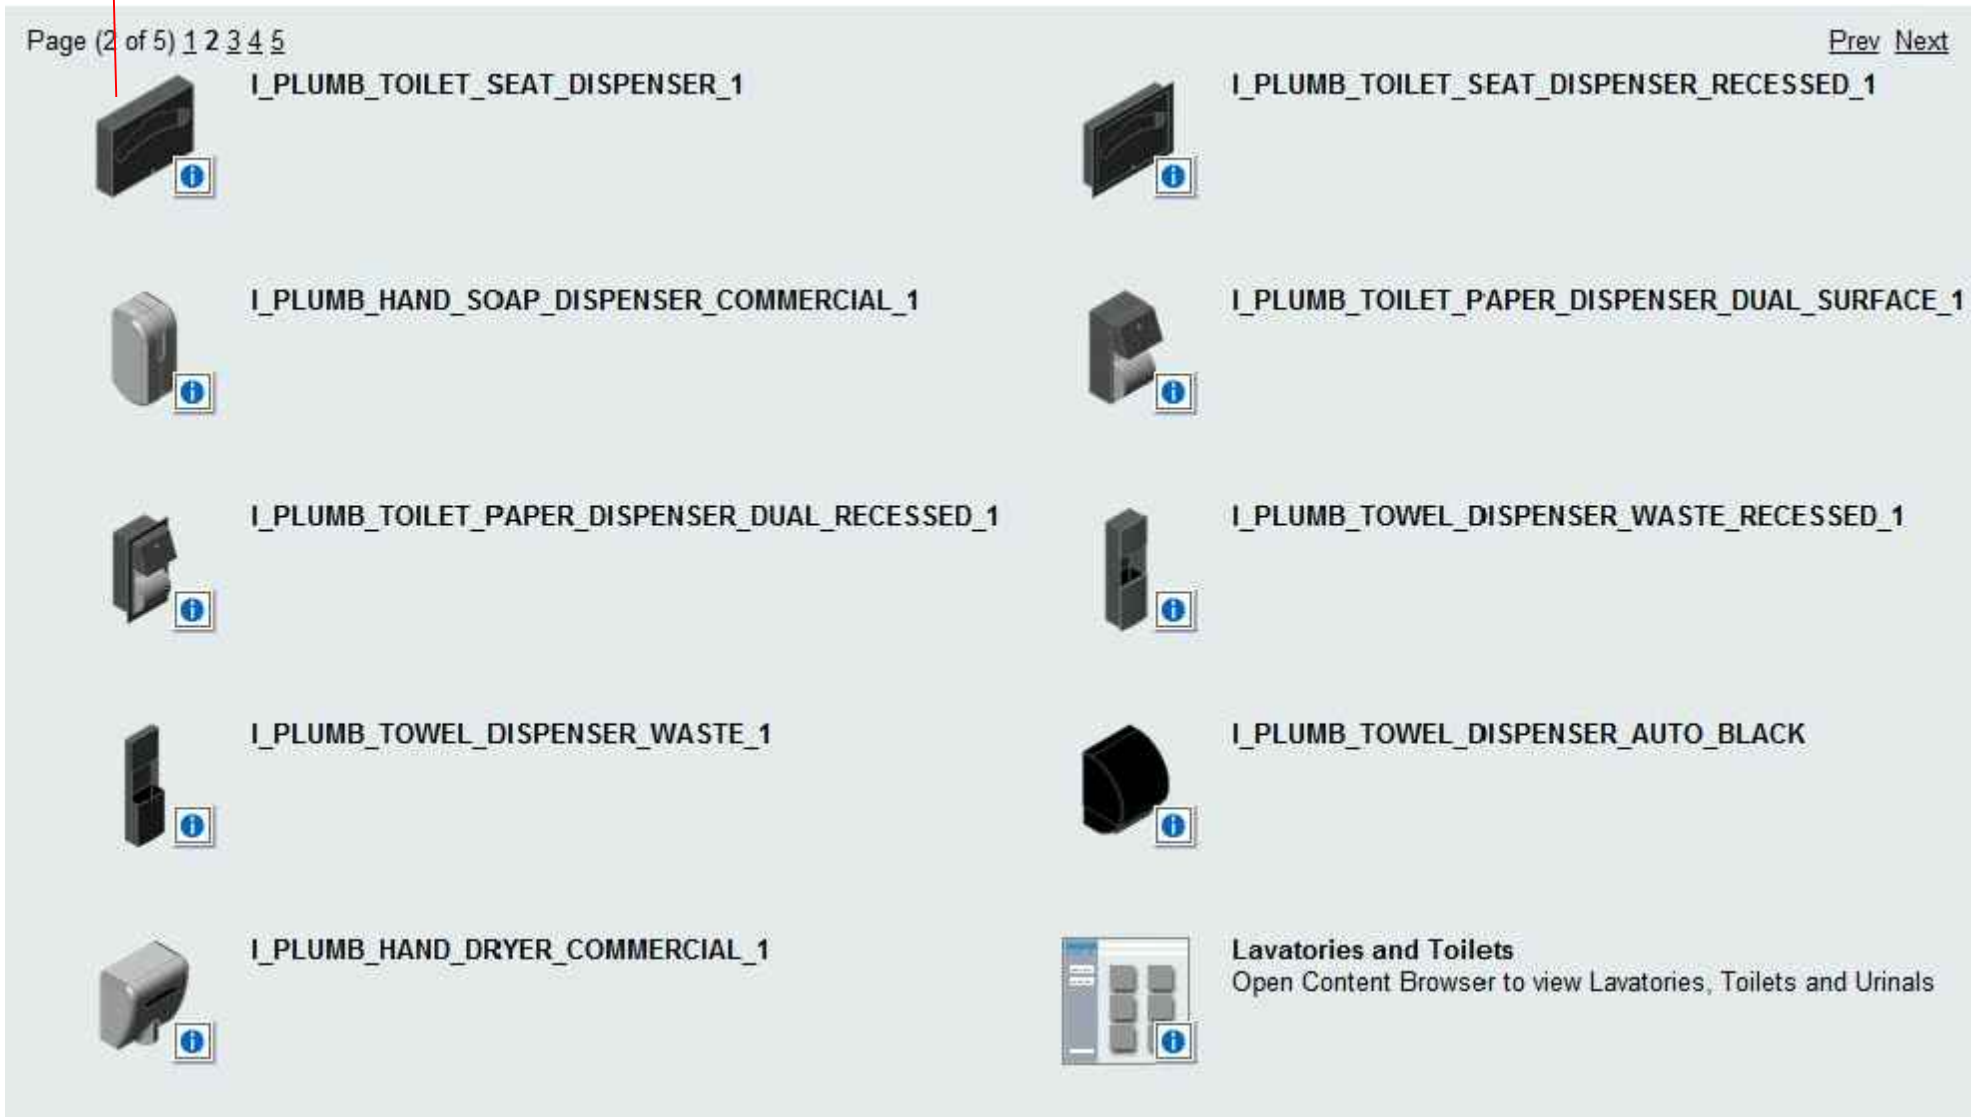 Page (2 of 5) 1 2 3 4 5
Prev Next
I_PLUMB_TOILET_SEAT_DISPENSER_1
I_PLUMB_TOILET_SEAT_DISPENSER_RECESSED_1
I_PLUMB_HAND_SOAP_DISPENSER_COMMERCIAL_1
I_PLUMB_TOILET_PAPER_DISPENSER_DUAL_SURFACE_1
I_PLUMB_TOILET_PAPER_DISPENSER_DUAL_RECESSED_1
I_PLUMB_TOWEL_DISPENSER_WASTE_RECESSED_1
I_PLUMB_TOWEL_DISPENSER_WASTE_1
I_PLUMB_TOWEL_DISPENSER_AUTO_BLACK
I_PLUMB_HAND_DRYER_COMMERCIAL_1
Lavatories and Toilets
Open Content Browser to view Lavatories, Toilets and Urinals